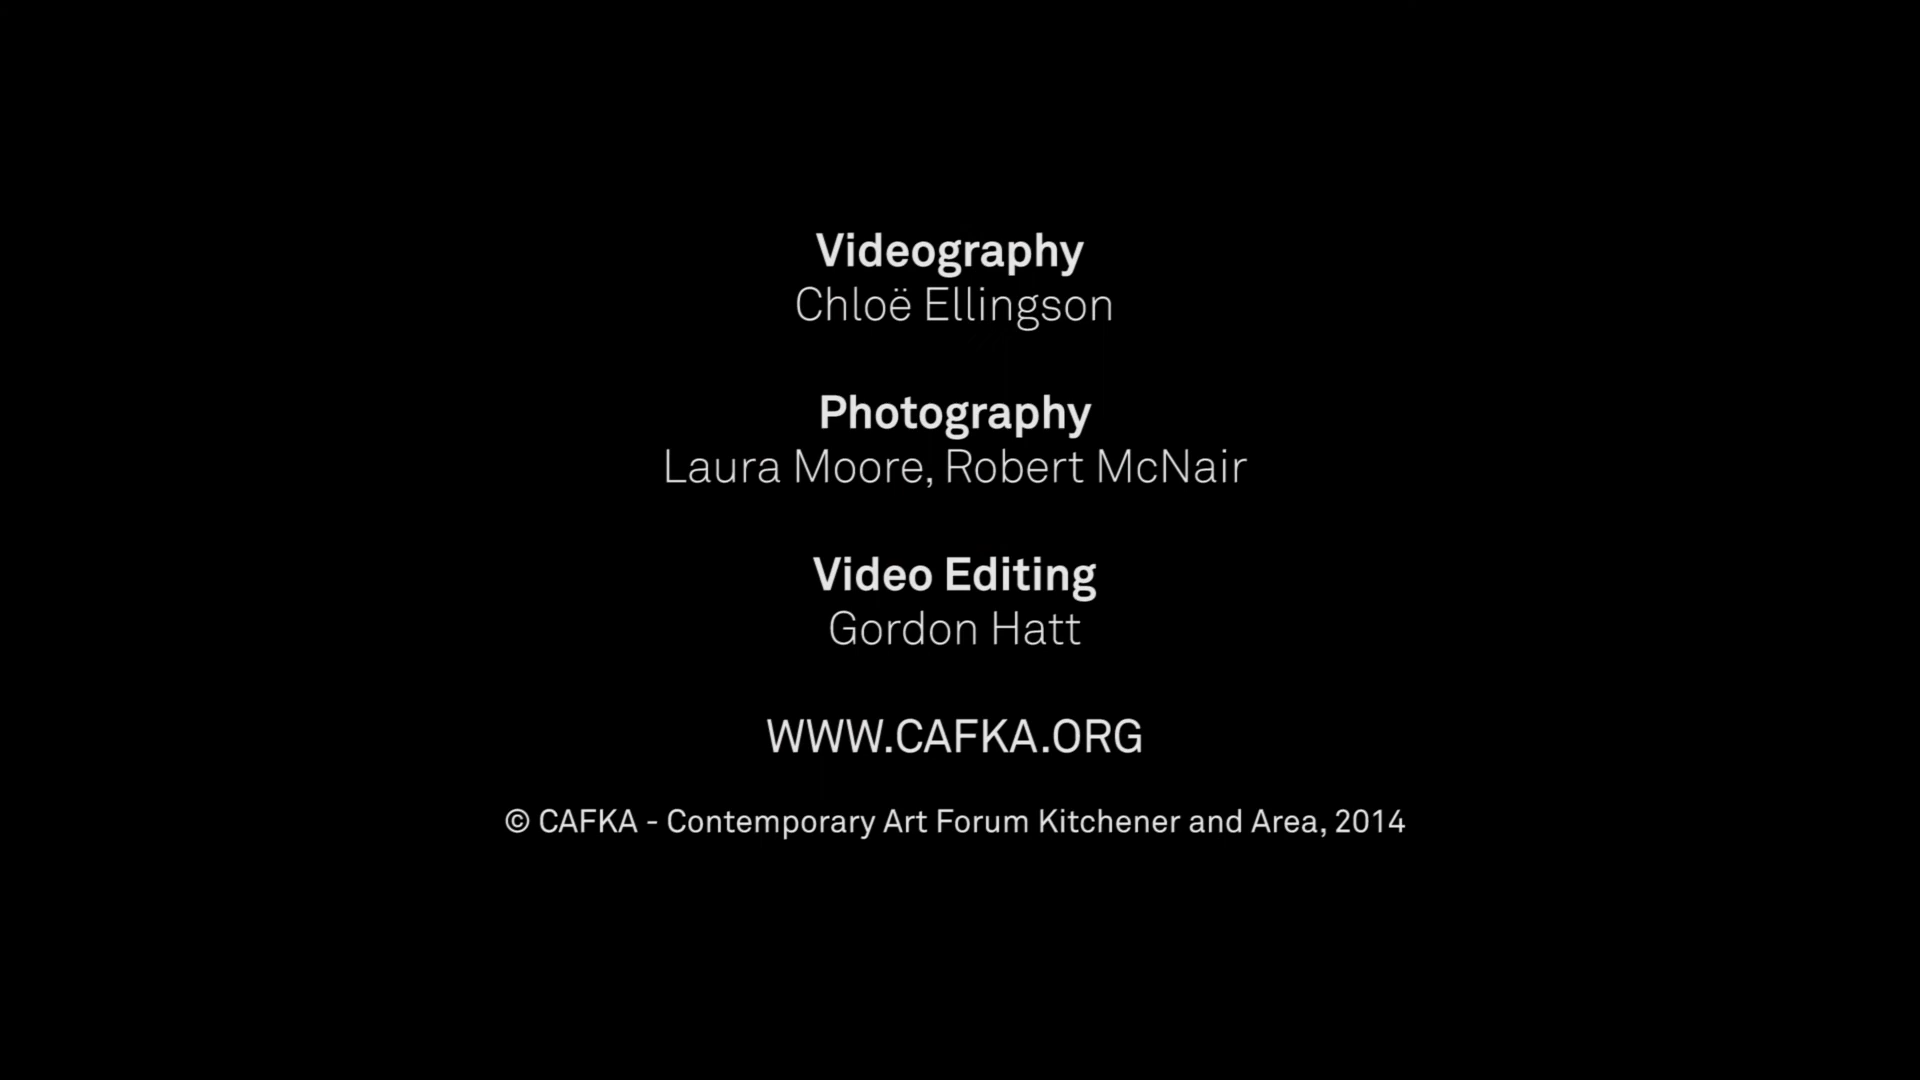 Videography
Chloë Ellingson
Photography
Laura Moore, Robert McNair
Video Editing
Gordon Hatt
WWW.CAFKA.ORG
© CAFKA - Contemporary Art Forum Kitchener and Area, 2014